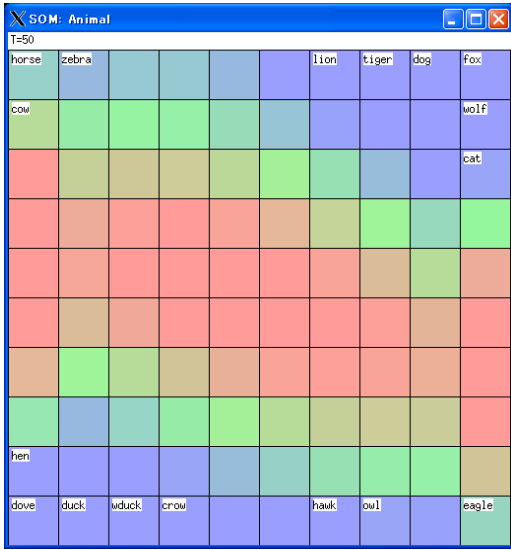 SOM: Animal
T=50
horse zebra lion tiger dog fox
cow wolf
cat
hen
dove duck wduck crow hawk owl eagle